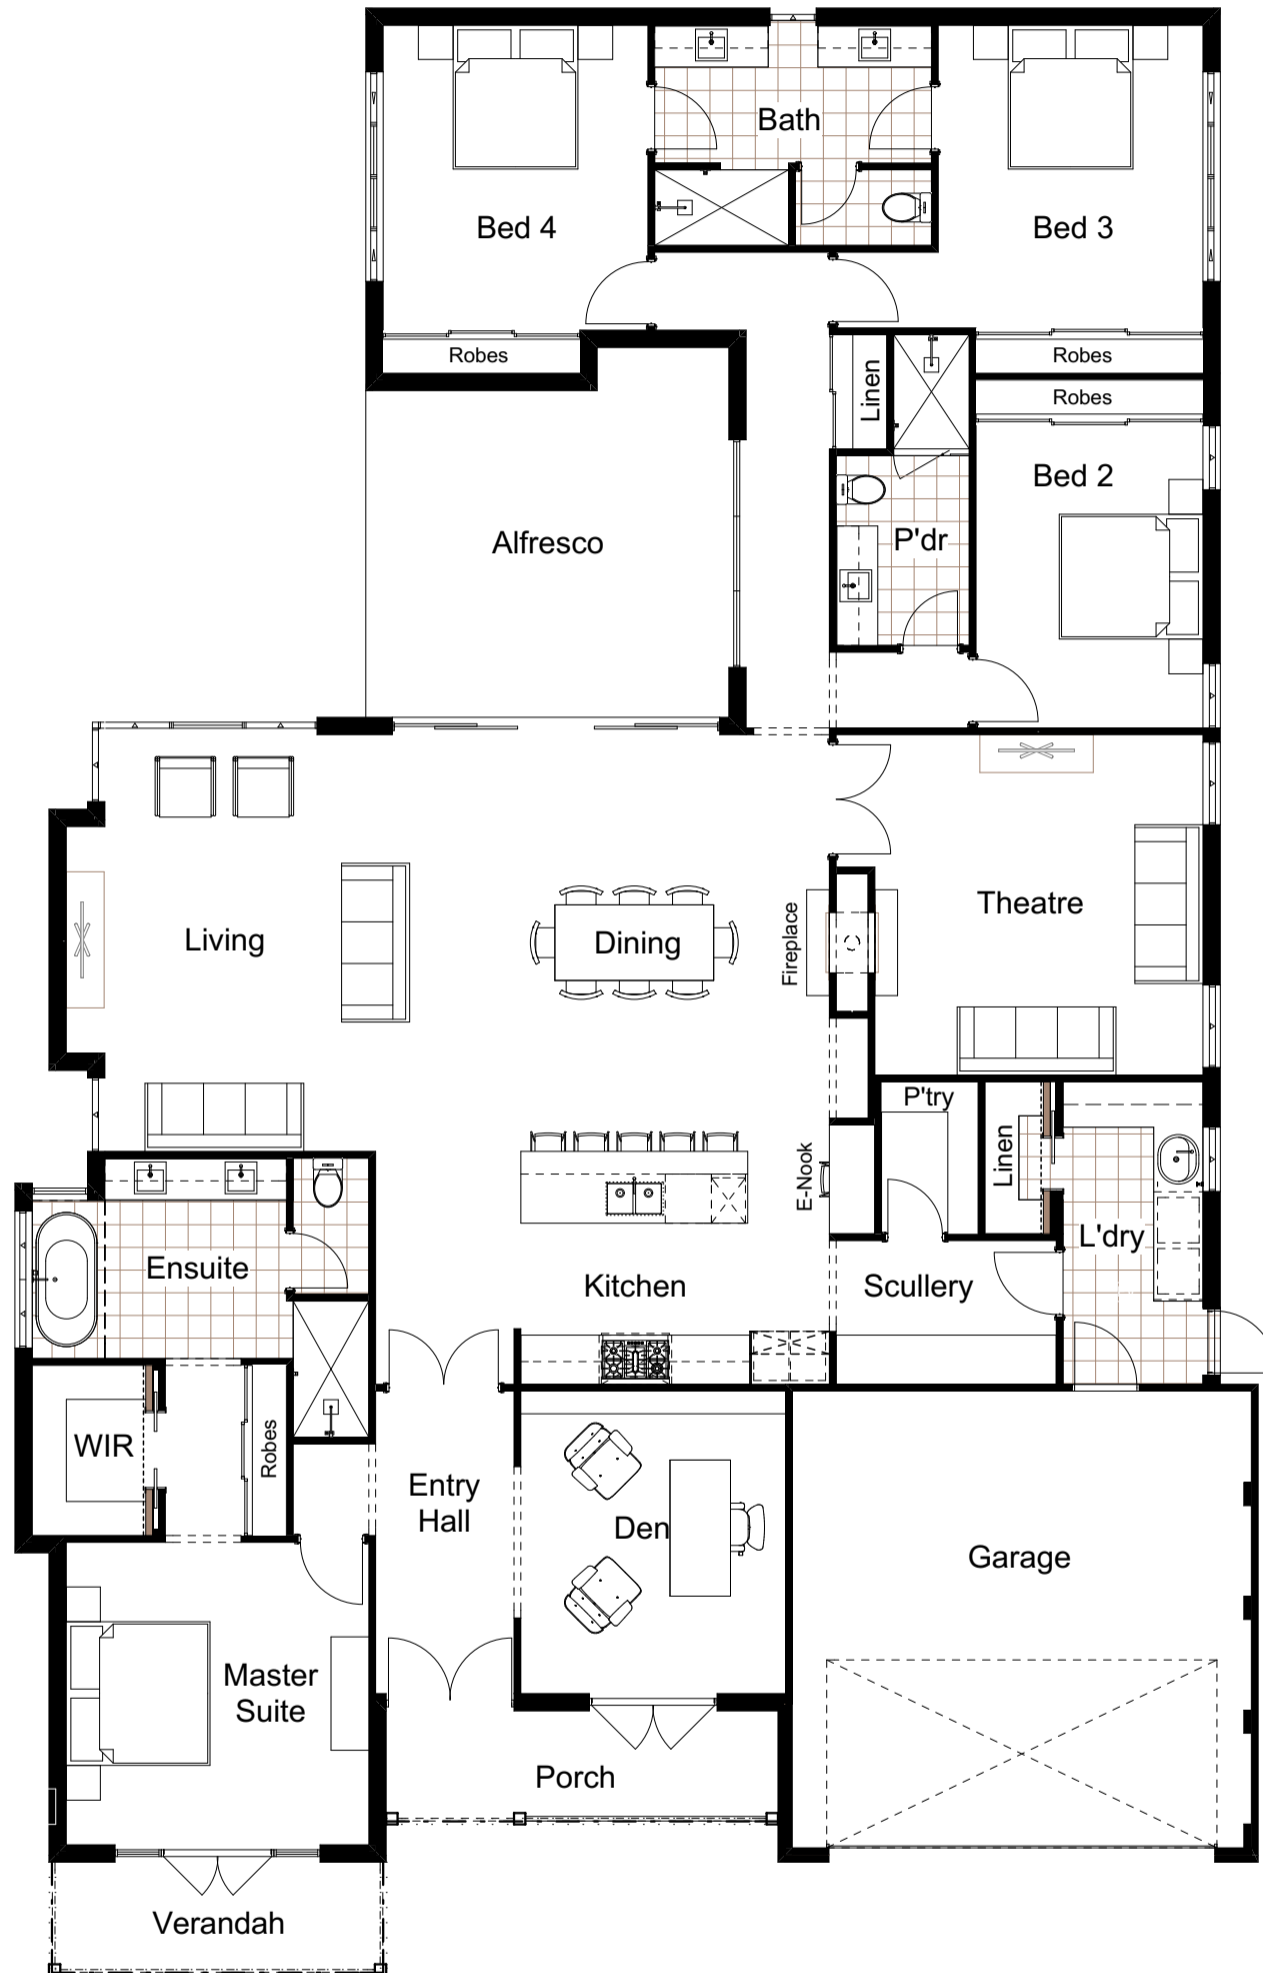 Bath
Bed 4
Bed 3
Robes
Linen
Robes
Robes
Bed 2
P'dr
Alfresco
Living
Dining
Fireplace
Theatre
P'try
E-Nook
Linen
L'dry
Ensuite
Kitchen
Scullery
WIR
Robes
Entry
Hall
Den
Garage
Master
Suite
Porch
Verandah